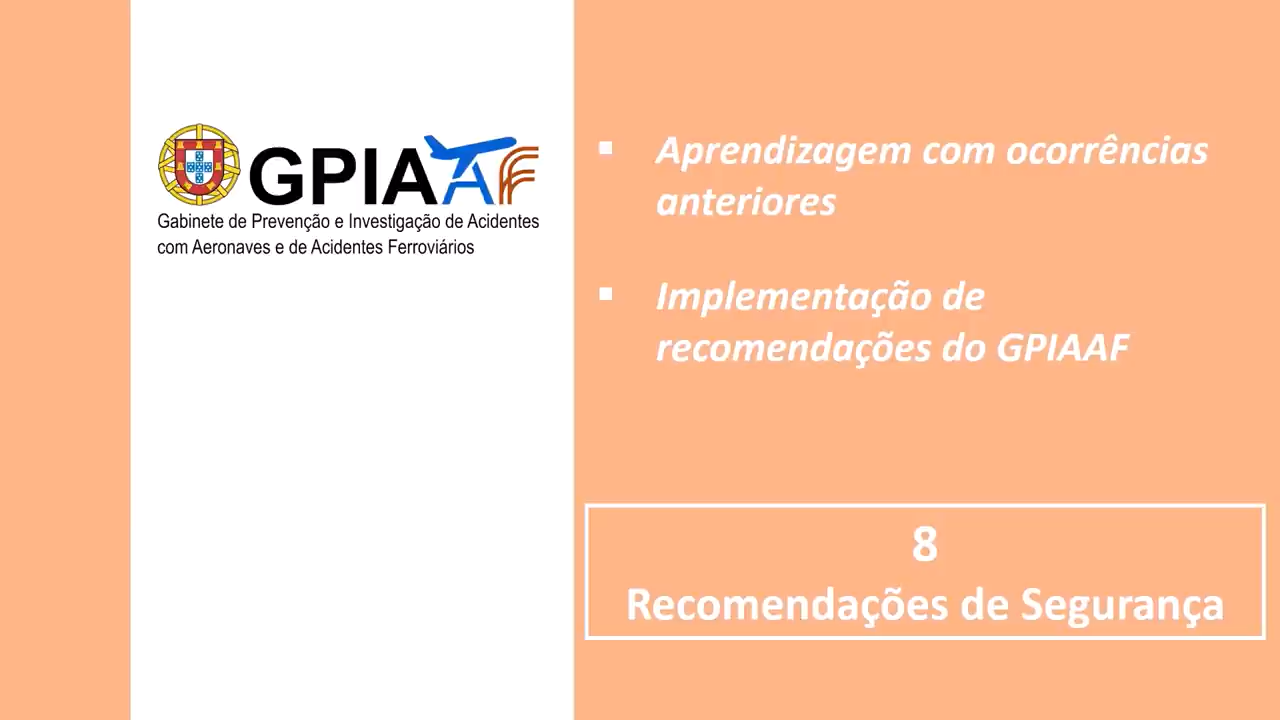 GPIAAF
Gabinete de Prevenção e Investigação de Acidentes
com Aeronaves e de Acidentes Ferroviários
▪ Aprendizagem com ocorrências
anteriores
▪ Implementação de
recomendações do GPIAAF
8
Recomendações de Segurança